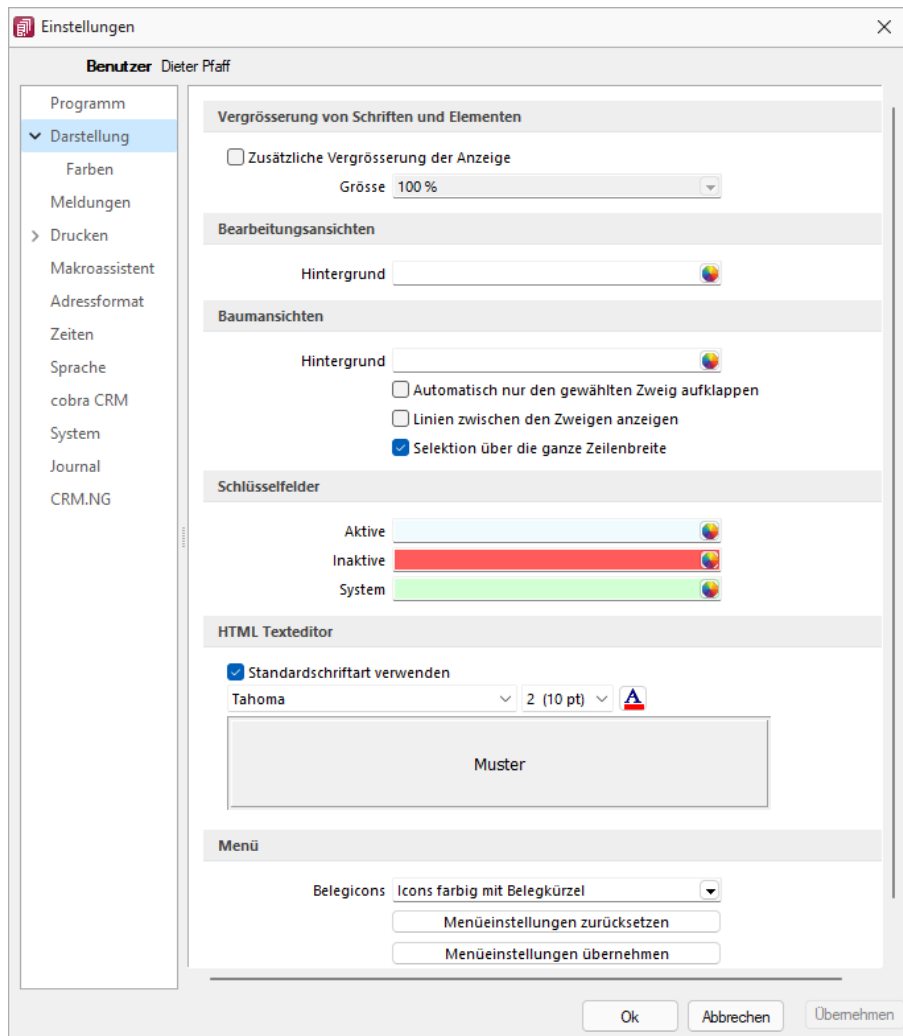 Einstellungen
Benutzer Dieter Pfaff
Programm
Darstellung
Farben
Meldungen
Drucken
Makroassistent
Adressformat
Zeiten
Sprache
cobra CRM
System
Journal
CRM.NG
Vergrösserung von Schriften und Elementen
Zusätzliche Vergrösserung der Anzeige
Grösse 100 %
Bearbeitungsansichten
Hintergrund
Baumansichten
Hintergrund
Automatisch nur den gewählten Zweig aufklappen
Linien zwischen den Zweigen anzeigen
Selektion über die ganze Zeilenbreite
Schlüsselfelder
Aktive
Inaktive
System
HTML Texteditor
Standardschriftart verwenden
Tahoma 2 (10 pt) A
Muster
Menü
Belegicons Icons farbig mit Belegkürzel
Menüeinstellungen zurücksetzen
Menüeinstellungen übernehmen
Ok Abbrechen Übernehmen